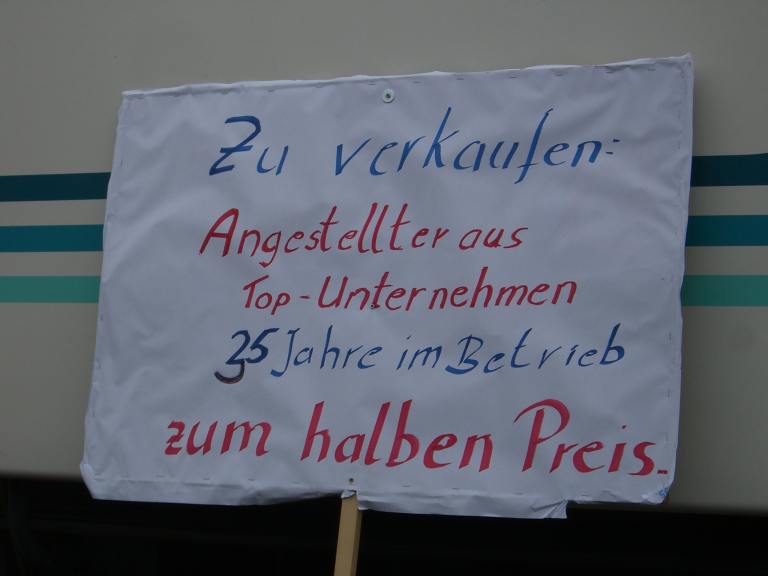 Zu verkaufen:
Angestellter aus
Top-Unternehmen
35 Jahre im Betrieb
zum halben Preis.